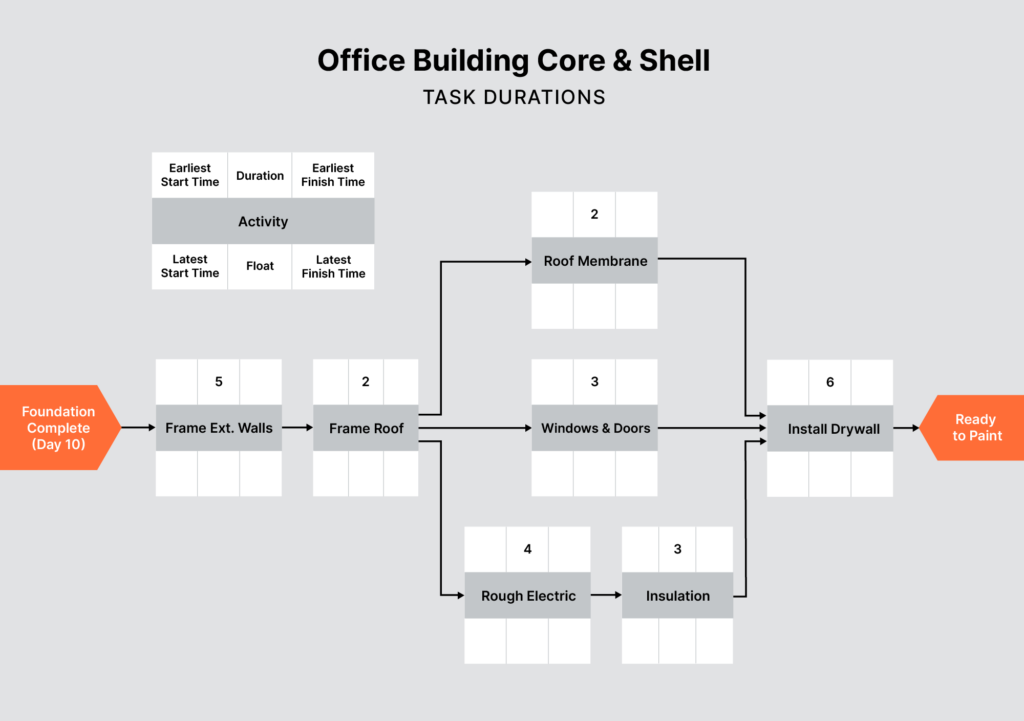 Office Building Core & Shell
TASK DURATIONS
Earliest
Start Time
Duration
Earliest
Finish Time
Activity
Latest
Start Time
Float
Latest
Finish Time
2
Roof Membrane
Foundation
Complete
(Day 10)
5
Frame Ext. Walls
2
Frame Roof
3
Windows & Doors
6
Install Drywall
Ready
to Paint
4
Rough Electric
3
Insulation